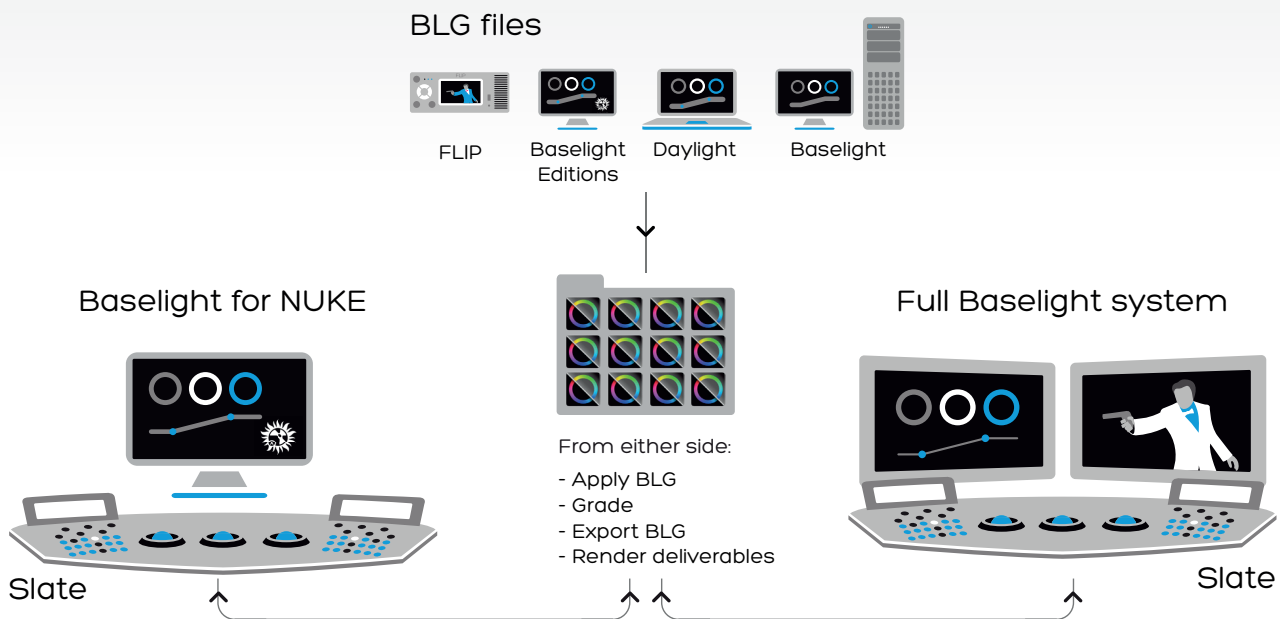 BLG files
FLIP
Baselight
Editions
Daylight
Baselight
Baselight for NUKE
Full Baselight system
From either side:
- Apply BLG
- Grade
- Export BLG
- Render deliverables
Slate
Slate